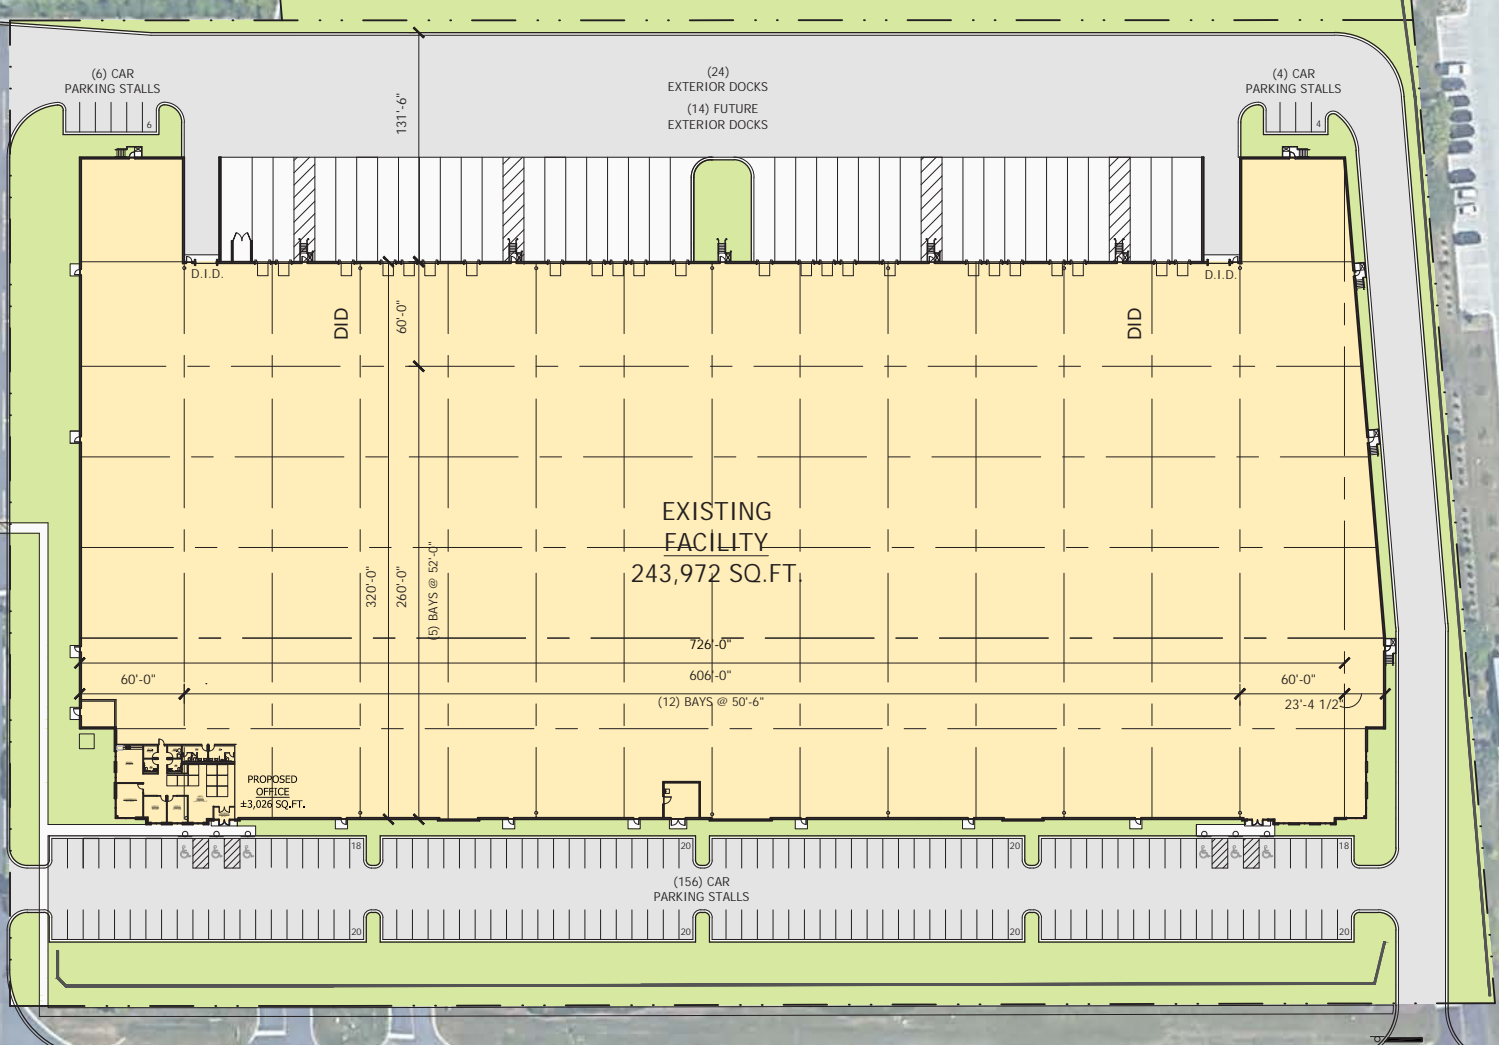 (6) CAR
PARKING STALLS
6
131'-6"
(24)
EXTERIOR DOCKS
(14) FUTURE
EXTERIOR DOCKS
(4) CAR
PARKING STALLS
4
D.I.D.
D.I.D.
DID
60'-0"
DID
EXISTING
FACILITY
243,972 SQ.FT.
320'-0"
260'-0"
(5) BAYS @ 52'-0"
726'-0"
60'-0"
606'-0"
60'-0"
(12) BAYS @ 50'-6"
23'-4 1/2"
PROPOSED
OFFICE
±3,026 SQ.FT.
18
20
20
18
(156) CAR
PARKING STALLS
20
20
20
20